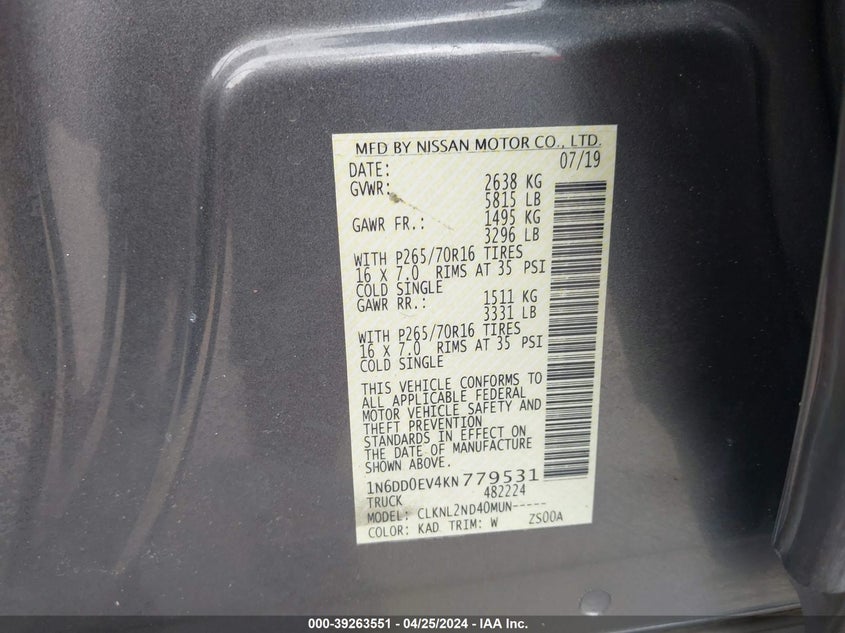 MFD BY NISSAN MOTOR CO., LTD.
DATE: 07/19
GVWR: 2638 KG
5815 LB
GAWR FR.: 1495 KG
3296 LB
WITH P265/70R16 TIRES
16 X 7.0 RIMS AT 35 PSI
COLD SINGLE
GAWR RR.: 1511 KG
3331 LB
WITH P265/70R16 TIRES
16 X 7.0 RIMS AT 35 PSI
COLD SINGLE
THIS VEHICLE CONFORMS TO
ALL APPLICABLE FEDERAL
MOTOR VEHICLE SAFETY AND
THEFT PREVENTION
STANDARDS IN EFFECT ON
THE DATE OF MANUFACTURE
SHOWN ABOVE.
1N6DD0EV4KN779531
TRUCK 482224
MODEL: CLKNL2ND40MUN-----
COLOR: KAD TRIM: W ZS00A
000-39263551 - 04/25/2024 - IAA Inc.